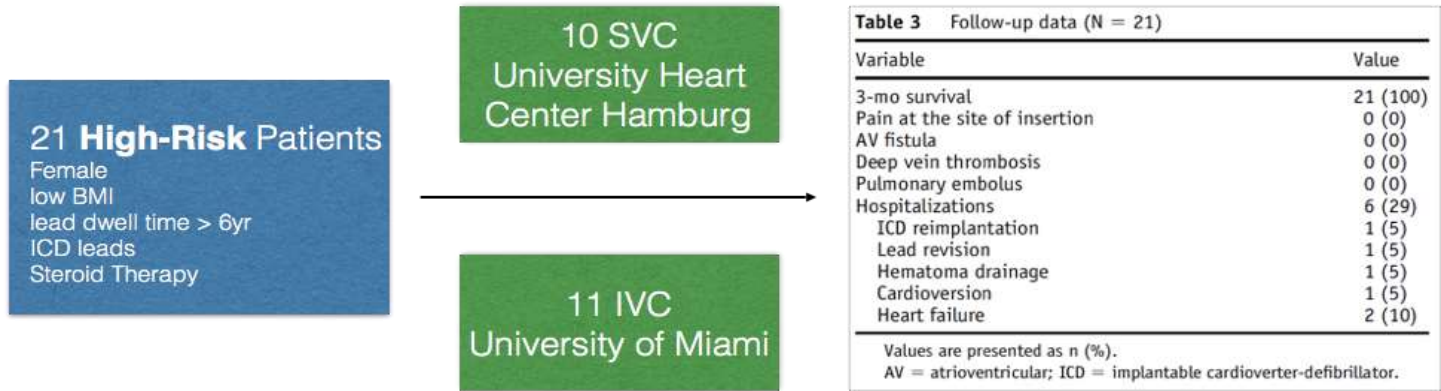 21 High-Risk Patients
Female
low BMI
lead dwell time > 6yr
ICD leads
Steroid Therapy
10 SVC
University Heart
Center Hamburg
11 IVC
University of Miami
Table 3 Follow-up data (N = 21)
Variable Value
3-mo survival 21 (100)
Pain at the site of insertion 0 (0)
AV fistula 0 (0)
Deep vein thrombosis 0 (0)
Pulmonary embolus 0 (0)
Hospitalizations 6 (29)
ICD reimplantation 1 (5)
Lead revision 1 (5)
Hematoma drainage 1 (5)
Cardioversion 1 (5)
Heart failure 2 (10)
Values are presented as n (%).
AV = atrioventricular; ICD = implantable cardioverter-defibrillator.